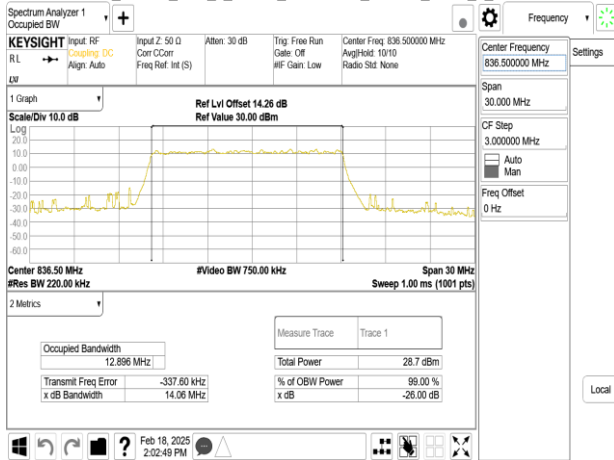 Spectrum Analyzer 1
Occupied BW
+
Frequency
KEYSIGHT
RL
LXI
Input: RF
Coupling: DC
Align: Auto
Input Z: 50 Ω
Corr CCorr
Freq Ref: Int (S)
Atten: 30 dB
Trig: Free Run
Gate: Off
#IF Gain: Low
Center Freq: 836.500000 MHz
Avg|Hold: 10/10
Radio Std: None
Center Frequency
836.500000 MHz
Settings
Span
30.000 MHz
CF Step
3.000000 MHz
Auto
Man
Freq Offset
0 Hz
Local
1 Graph
Scale/Div 10.0 dB
Ref Lvl Offset 14.26 dB
Ref Value 30.00 dBm
Log
20.0
10.0
0.00
-10.0
-20.0
-30.0
-40.0
-50.0
-60.0
Center 836.50 MHz
#Video BW 750.00 kHz
Span 30 MHz
#Res BW 220.00 kHz
Sweep 1.00 ms (1001 pts)
2 Metrics
Measure Trace Trace 1
Occupied Bandwidth
12.896 MHz
Total Power 28.7 dBm
Transmit Freq Error -337.60 kHz
% of OBW Power 99.00 %
x dB Bandwidth 14.06 MHz
x dB -26.00 dB
?
Feb 18, 2025
2:02:49 PM